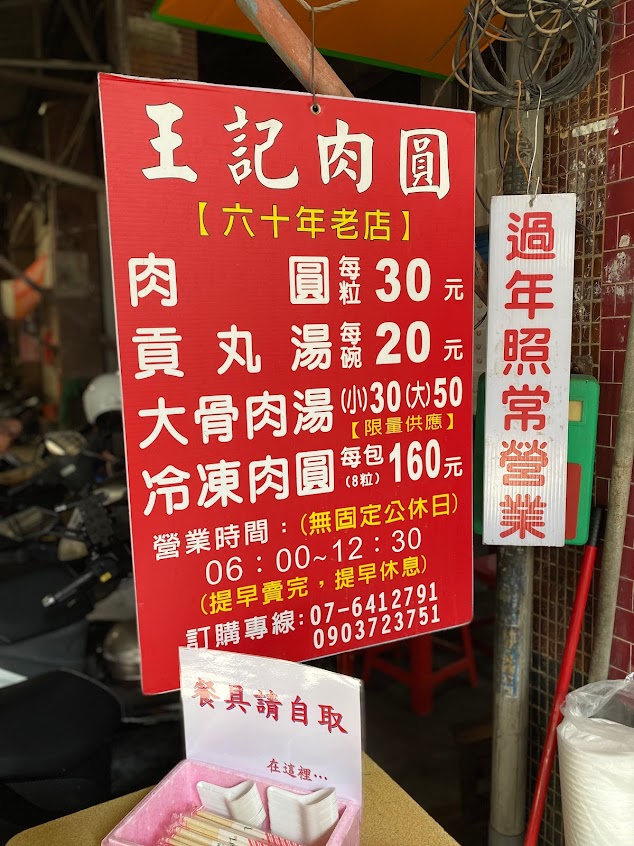 王記肉圓
【六十年老店】
肉圓 每粒 30 元
貢丸湯 每碗 20 元
大骨肉湯 (小)30(大)50
【限量供應】
冷凍肉圓 每包(8粒) 160元
營業時間：(無固定公休日)
06：00~12：30
(提早賣完，提早休息)
訂購專線:07-6412791
0903723751
過年照常營業
餐具請自取
在這裡...